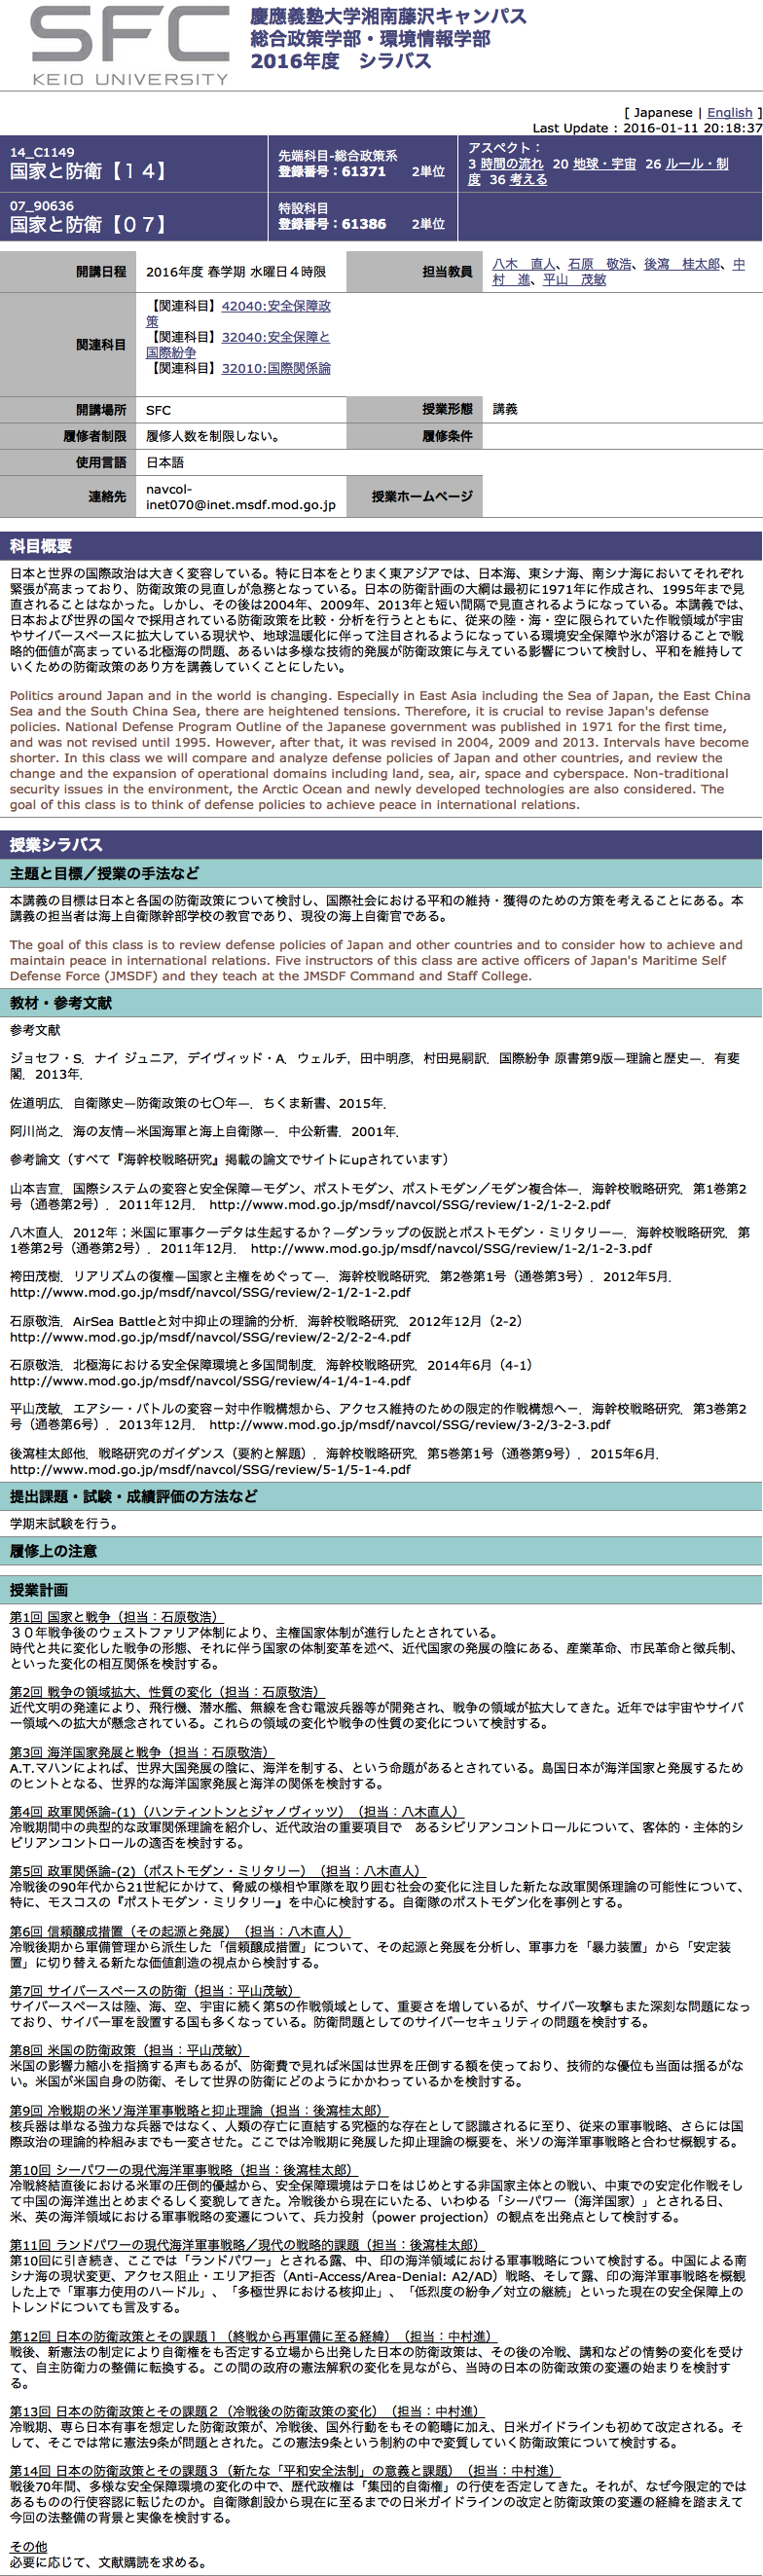 SFC
KEIO UNIVERSITY
慶應義塾大学湘南藤沢キャンパス
総合政策学部・環境情報学部
2016年度　シラバス
[ Japanese | English ]
Last Update : 2016-01-11 20:18:37
14_C1149
国家と防衛【１４】
先端科目-総合政策系
登録番号：61371　　2単位
アスペクト：
3 時間の流れ 20 地球・宇宙 26 ルール・制
度 36 考える
07_90636
国家と防衛【０７】
特設科目
登録番号：61386　　2単位
開講日程
2016年度 春学期 水曜日４時限
担当教員
八木　直人、石原　敬浩、後瀉　桂太郎、中
村　進、平山　茂敏
関連科目
【関連科目】42040:安全保障政
策
【関連科目】32040:安全保障と
国際紛争
【関連科目】32010:国際関係論
開講場所
SFC
授業形態
講義
履修者制限
履修人数を制限しない。
履修条件
使用言語
日本語
連絡先
navcol-
inet070@inet.msdf.mod.go.jp
授業ホームページ
科目概要
日本と世界の国際政治は大きく変容している。特に日本をとりまく東アジアでは、日本海、東シナ海、南シナ海においてそれぞれ
緊張が高まっており、防衛政策の見直しが急務となっている。日本の防衛計画の大綱は最初に1971年に作成され、1995年まで見
直されることはなかった。しかし、その後は2004年、2009年、2013年と短い間隔で見直されるようになっている。本講義では、
日本および世界の国々で採用されている防衛政策を比較・分析を行うとともに、従来の陸・海・空に限られていた作戦領域が宇宙
やサイバースペースに拡大している現状や、地球温暖化に伴って注目されるようになっている環境安全保障や氷が溶けることで戦
略的価値が高まっている北極海の問題、あるいは多様な技術的発展が防衛政策に与えている影響について検討し、平和を維持して
いくための防衛政策のあり方を講義していくことにしたい。
Politics around Japan and in the world is changing. Especially in East Asia including the Sea of Japan, the East China
Sea and the South China Sea, there are heightened tensions. Therefore, it is crucial to revise Japan's defense
policies. National Defense Program Outline of the Japanese government was published in 1971 for the first time,
and was not revised until 1995. However, after that, it was revised in 2004, 2009 and 2013. Intervals have become
shorter. In this class we will compare and analyze defense policies of Japan and other countries, and review the
change and the expansion of operational domains including land, sea, air, space and cyberspace. Non-traditional
security issues in the environment, the Arctic Ocean and newly developed technologies are also considered. The
goal of this class is to think of defense policies to achieve peace in international relations.
授業シラバス
主題と目標／授業の手法など
本講義の目標は日本と各国の防衛政策について検討し、国際社会における平和の維持・獲得のための方策を考えることにある。本
講義の担当者は海上自衛隊幹部学校の教官であり、現役の海上自衛官である。
The goal of this class is to review defense policies of Japan and other countries and to consider how to achieve and
maintain peace in international relations. Five instructors of this class are active officers of Japan's Maritime Self
Defense Force (JMSDF) and they teach at the JMSDF Command and Staff College.
教材・参考文献
参考文献
ジョセフ・S．ナイ ジュニア，デイヴィッド・A．ウェルチ，田中明彦，村田晃嗣訳．国際紛争 原書第9版—理論と歴史—．有斐
閣．2013年．
佐道明広．自衛隊史—防衛政策の七〇年—．ちくま新書、2015年．
阿川尚之．海の友情—米国海軍と海上自衛隊—．中公新書．2001年．
参考論文（すべて『海幹校戦略研究』掲載の論文でサイトにupされています）
山本吉宣．国際システムの変容と安全保障—モダン、ポストモダン、ポストモダン／モダン複合体—．海幹校戦略研究．第1巻第2
号（通巻第2号）．2011年12月． http://www.mod.go.jp/msdf/navcol/SSG/review/1-2/1-2-2.pdf
八木直人．2012年；米国に軍事クーデタは生起するか？—ダンラップの仮説とポストモダン・ミリタリー—．海幹校戦略研究．第
1巻第2号（通巻第2号）．2011年12月． http://www.mod.go.jp/msdf/navcol/SSG/review/1-2/1-2-3.pdf
袴田茂樹．リアリズムの復権—国家と主権をめぐって—．海幹校戦略研究．第2巻第1号（通巻第3号）．2012年5月．
http://www.mod.go.jp/msdf/navcol/SSG/review/2-1/2-1-2.pdf
石原敬浩．AirSea Battleと対中抑止の理論的分析．海幹校戦略研究．2012年12月（2-2）
http://www.mod.go.jp/msdf/navcol/SSG/review/2-2/2-2-4.pdf
石原敬浩．北極海における安全保障環境と多国間制度．海幹校戦略研究．2014年6月（4-1）
http://www.mod.go.jp/msdf/navcol/SSG/review/4-1/4-1-4.pdf
平山茂敏．エアシー・バトルの変容－対中作戦構想から、アクセス維持のための限定的作戦構想へ－．海幹校戦略研究．第3巻第2
号（通巻第6号）．2013年12月． http://www.mod.go.jp/msdf/navcol/SSG/review/3-2/3-2-3.pdf
後瀉桂太郎他．戦略研究のガイダンス（要約と解題）．海幹校戦略研究．第5巻第1号（通巻第9号）．2015年6月．
http://www.mod.go.jp/msdf/navcol/SSG/review/5-1/5-1-4.pdf
提出課題・試験・成績評価の方法など
学期末試験を行う。
履修上の注意
授業計画
第1回 国家と戦争（担当：石原敬浩）
３０年戦争後のウェストファリア体制により、主権国家体制が進行したとされている。
時代と共に変化した戦争の形態、それに伴う国家の体制変革を述べ、近代国家の発展の陰にある、産業革命、市民革命と徴兵制、
といった変化の相互関係を検討する。
第2回 戦争の領域拡大、性質の変化（担当：石原敬浩）
近代文明の発達により、飛行機、潜水艦、無線を含む電波兵器等が開発され、戦争の領域が拡大してきた。近年では宇宙やサイバ
ー領域への拡大が懸念されている。これらの領域の変化や戦争の性質の変化について検討する。
第3回 海洋国家発展と戦争（担当：石原敬浩）
A.T.マハンによれば、世界大国発展の陰に、海洋を制する、という命題があるとされている。島国日本が海洋国家と発展するため
のヒントとなる、世界的な海洋国家発展と海洋の関係を検討する。
第4回 政軍関係論-(1)（ハンティントンとジャノヴィッツ）（担当：八木直人）
冷戦期間中の典型的な政軍関係理論を紹介し、近代政治の重要項目で　あるシビリアンコントロールについて、客体的・主体的シ
ビリアンコントロールの適否を検討する。
第5回 政軍関係論-(2)（ポストモダン・ミリタリー）（担当：八木直人）
冷戦後の90年代から21世紀にかけて、脅威の様相や軍隊を取り囲む社会の変化に注目した新たな政軍関係理論の可能性について、
特に、モスコスの『ポストモダン・ミリタリー』を中心に検討する。自衛隊のポストモダン化を事例とする。
第6回 信頼醸成措置（その起源と発展）（担当：八木直人）
冷戦後期から軍備管理から派生した「信頼醸成措置」について、その起源と発展を分析し、軍事力を「暴力装置」から「安定装
置」に切り替える新たな価値創造の視点から検討する。
第7回 サイバースペースの防衛（担当：平山茂敏）
サイバースペースは陸、海、空、宇宙に続く第5の作戦領域として、重要さを増しているが、サイバー攻撃もまた深刻な問題になっ
ており、サイバー軍を設置する国も多くなっている。防衛問題としてのサイバーセキュリティの問題を検討する。
第8回 米国の防衛政策（担当：平山茂敏）
米国の影響力縮小を指摘する声もあるが、防衛費で見れば米国は世界を圧倒する額を使っており、技術的な優位も当面は揺るがな
い。米国が米国自身の防衛、そして世界の防衛にどのようにかかわっているかを検討する。
第9回 冷戦期の米ソ海洋軍事戦略と抑止理論（担当：後瀉桂太郎）
核兵器は単なる強力な兵器ではなく、人類の存亡に直結する究極的な存在として認識されるに至り、従来の軍事戦略、さらには国
際政治の理論的枠組みまでも一変させた。ここでは冷戦期に発展した抑止理論の概要を、米ソの海洋軍事戦略と合わせ概観する。
第10回 シーパワーの現代海洋軍事戦略（担当：後瀉桂太郎）
冷戦終結直後における米軍の圧倒的優越から、安全保障環境はテロをはじめとする非国家主体との戦い、中東での安定化作戦そし
て中国の海洋進出とめまぐるしく変貌してきた。冷戦後から現在にいたる、いわゆる「シーパワー（海洋国家）」とされる日、
米、英の海洋領域における軍事戦略の変遷について、兵力投射（power projection）の観点を出発点として検討する。
第11回 ランドパワーの現代海洋軍事戦略／現代の戦略的課題（担当：後瀉桂太郎）
第10回に引き続き、ここでは「ランドパワー」とされる露、中、印の海洋領域における軍事戦略について検討する。中国による南
シナ海の現状変更、アクセス阻止・エリア拒否（Anti-Access/Area-Denial: A2/AD）戦略、そして露、印の海洋軍事戦略を概観
した上で「軍事力使用のハードル」、「多極世界における核抑止」、「低烈度の紛争／対立の継続」といった現在の安全保障上の
トレンドについても言及する。
第12回 日本の防衛政策とその課題１（終戦から再軍備に至る経緯）（担当：中村進）
戦後、新憲法の制定により自衛権をも否定する立場から出発した日本の防衛政策は、その後の冷戦、講和などの情勢の変化を受け
て、自主防衛力の整備に転換する。この間の政府の憲法解釈の変化を見ながら、当時の日本の防衛政策の変遷の始まりを検討す
る。
第13回 日本の防衛政策とその課題２（冷戦後の防衛政策の変化）（担当：中村進）
冷戦期、専ら日本有事を想定した防衛政策が、冷戦後、国外行動をもその範疇に加え、日米ガイドラインも初めて改定される。そ
して、そこでは常に憲法9条が問題とされた。この憲法9条という制約の中で変質していく防衛政策について検討する。
第14回 日本の防衛政策とその課題３（新たな「平和安全法制」の意義と課題）（担当：中村進）
戦後70年間、多様な安全保障環境の変化の中で、歴代政権は「集団的自衛権」の行使を否定してきた。それが、なぜ今限定的では
あるものの行使容認に転じたのか。自衛隊創設から現在に至るまでの日米ガイドラインの改定と防衛政策の変遷の経緯を踏まえて
今回の法整備の背景と実像を検討する。
その他
必要に応じて、文献購読を求める。